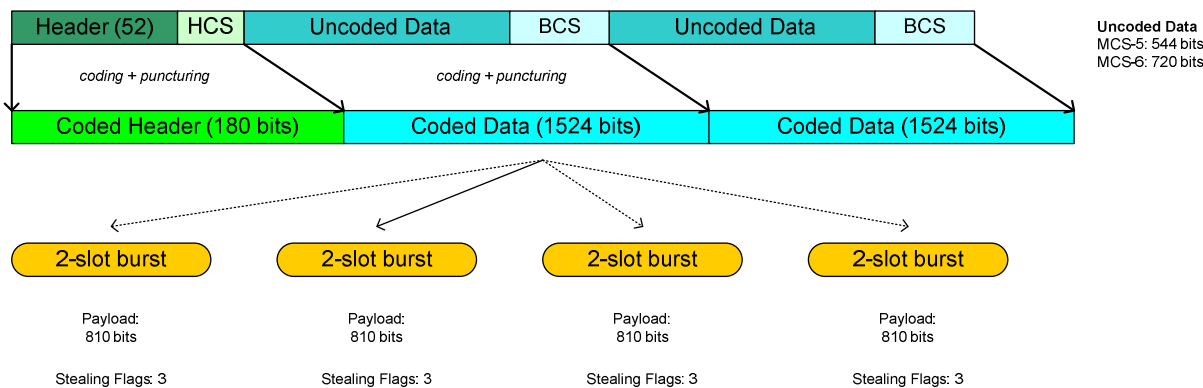 Header (52) HCS Uncoded Data BCS Uncoded Data BCS
Uncoded Data
MCS-5: 544 bits
MCS-6: 720 bits
coding + puncturing coding + puncturing
Coded Header (180 bits) Coded Data (1524 bits) Coded Data (1524 bits)
2-slot burst 2-slot burst 2-slot burst 2-slot burst
Payload: Payload: Payload: Payload:
810 bits 810 bits 810 bits 810 bits
Stealing Flags: 3 Stealing Flags: 3 Stealing Flags: 3 Stealing Flags: 3